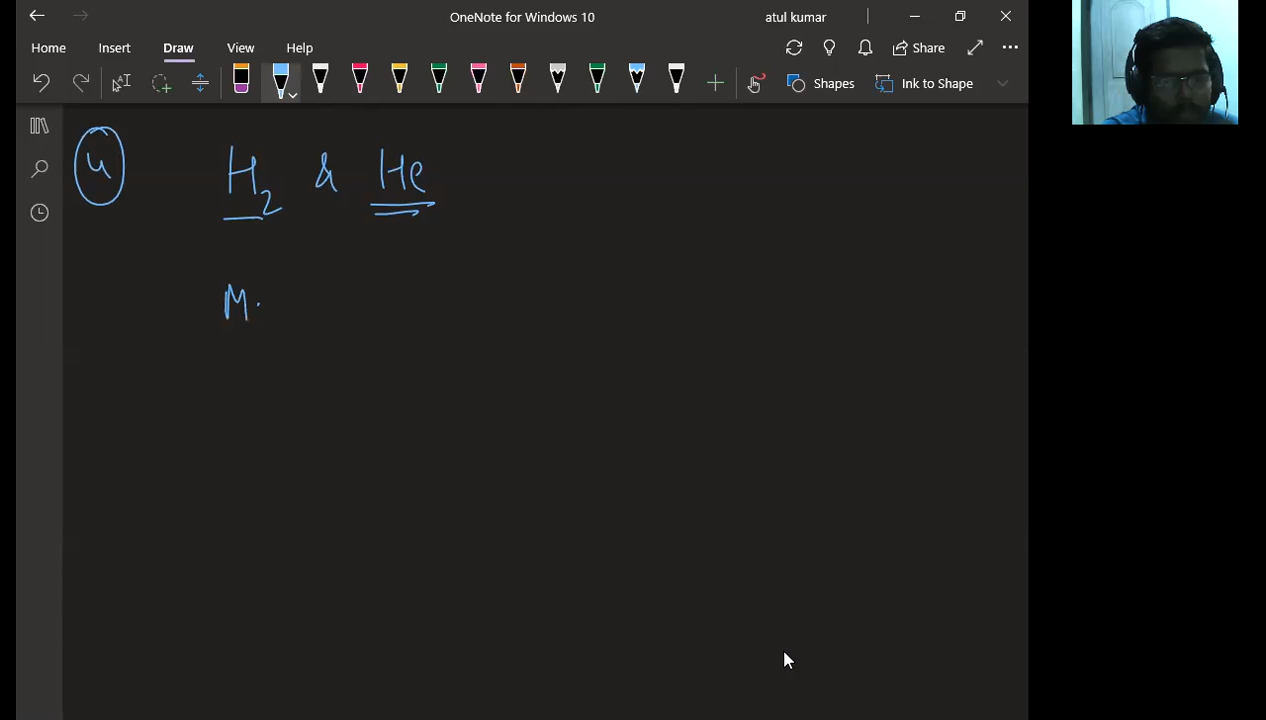 OneNote for Windows 10
atul kumar
Home Insert Draw View Help
Share
Shapes
Ink to Shape
4
H2 & He
M.